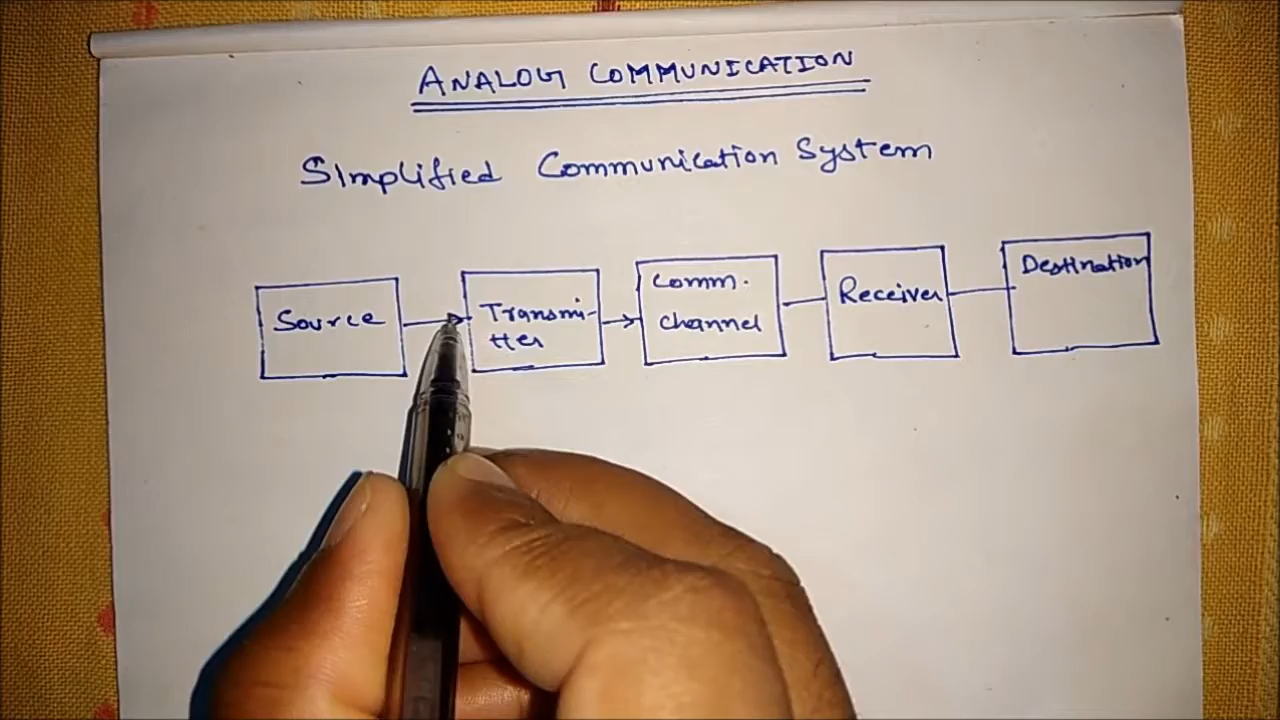 ANALOG COMMUNICATION
Simplified Communication System
Source
Transmi-
tter
Comm.
channel
Receiver
Destination